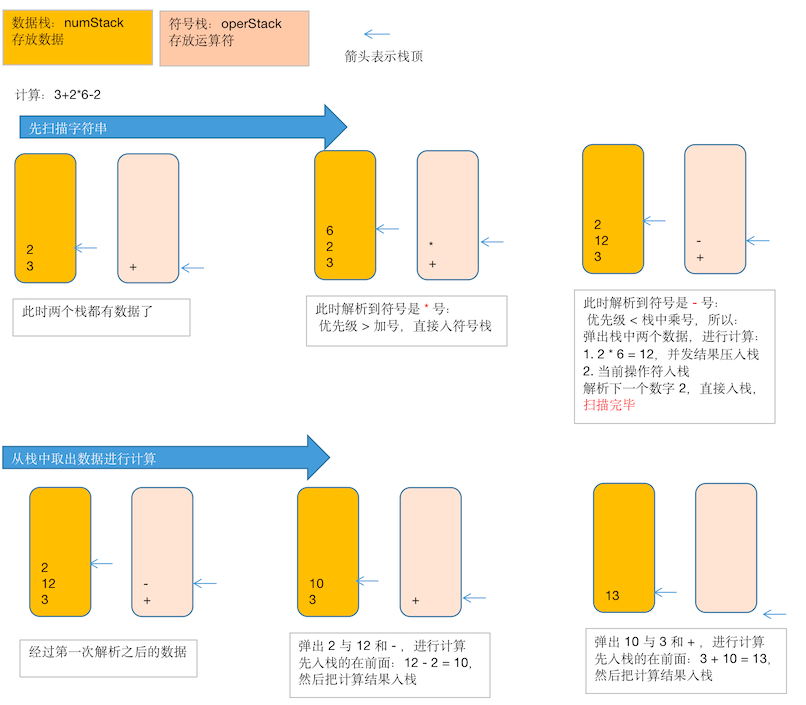 数据栈：numStack
存放数据
符号栈：operStack
存放运算符
箭头表示栈顶
计算：3+2*6-2
先扫描字符串
2
3
+
6
2
3
*
+
2
12
3
-
+
此时两个栈都有数据了
此时解析到符号是 * 号：
优先级 > 加号，直接入符号栈
此时解析到符号是 - 号：
优先级 < 栈中乘号，所以：
弹出栈中两个数据，进行计算：
1. 2 * 6 = 12，并发结果压入栈
2. 当前操作符入栈
解析下一个数字 2，直接入栈，
扫描完毕
从栈中取出数据进行计算
2
12
3
-
+
10
3
+
13
经过第一次解析之后的数据
弹出 2 与 12 和 - ，进行计算
先入栈的在前面：12 - 2 = 10，
然后把计算结果入栈
弹出 10 与 3 和 + ，进行计算
先入栈的在前面：3 + 10 = 13，
然后把计算结果入栈